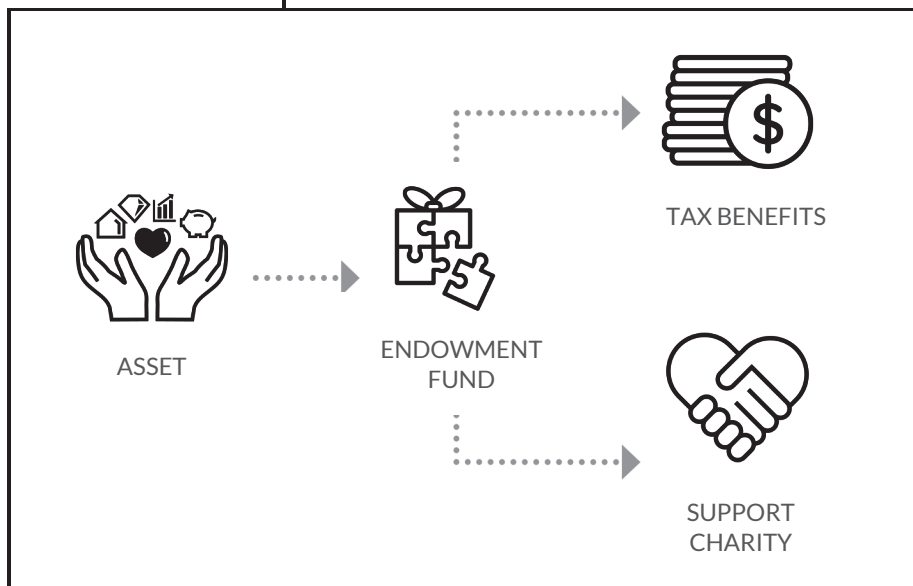 ASSET
ENDOWMENT
FUND
$
TAX BENEFITS
SUPPORT
CHARITY